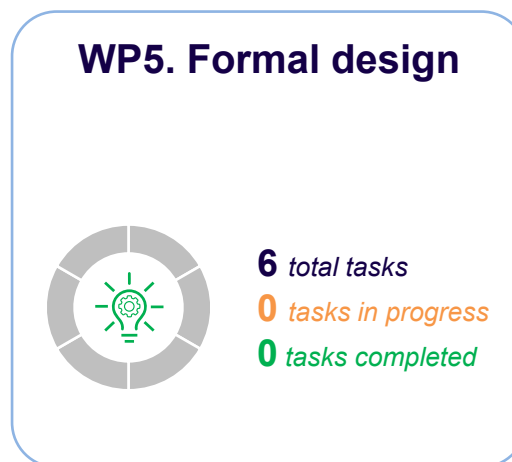 WP5. Formal design
6 total tasks
0 tasks in progress
0 tasks completed